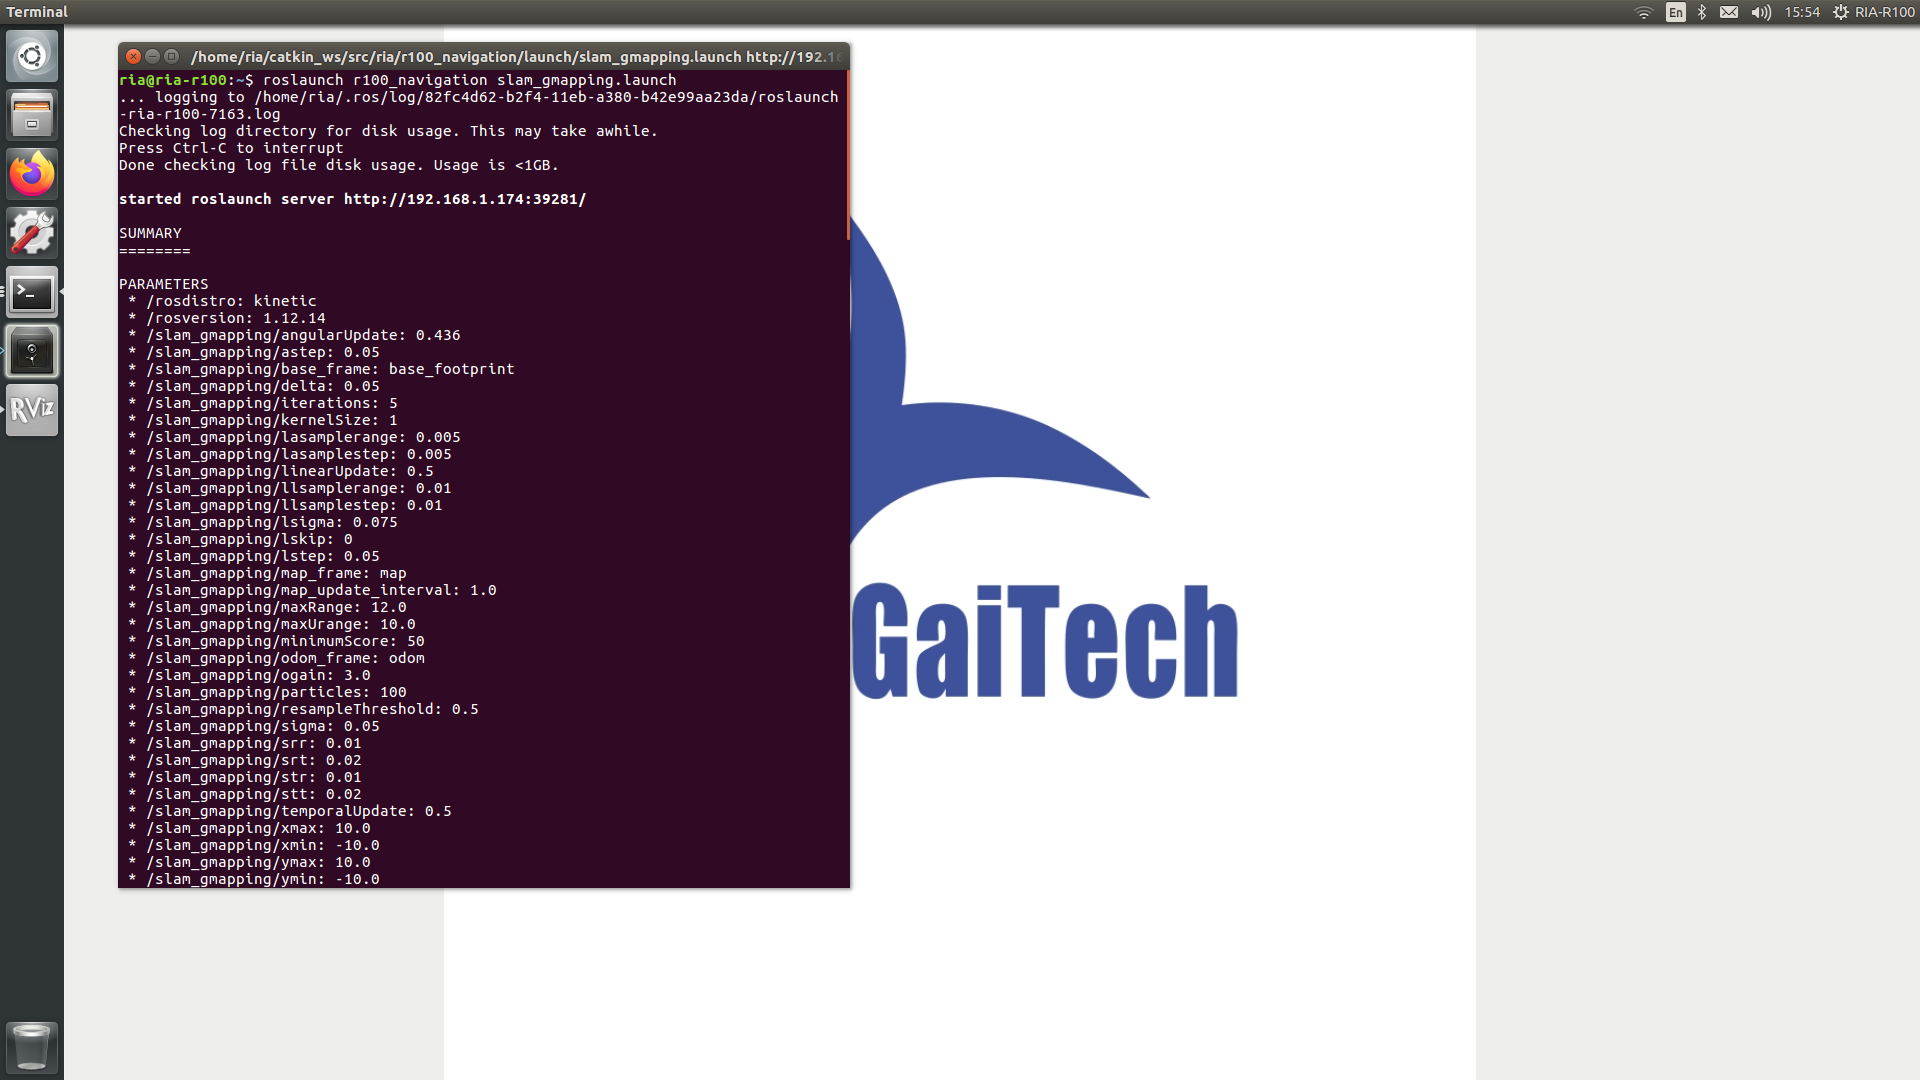 Terminal
En
15:54
RIA-R100
/home/ria/catkin_ws/src/ria/r100_navigation/launch/slam_gmapping.launch http://192.16
ria@ria-r100:~$ roslaunch r100_navigation slam_gmapping.launch
... logging to /home/ria/.ros/log/82fc4d62-b2f4-11eb-a380-b42e99aa23da/roslaunch
-ria-r100-7163.log
Checking log directory for disk usage. This may take awhile.
Press Ctrl-C to interrupt
Done checking log file disk usage. Usage is <1GB.
started roslaunch server http://192.168.1.174:39281/
SUMMARY
========
PARAMETERS
* /rosdistro: kinetic
* /rosversion: 1.12.14
* /slam_gmapping/angularUpdate: 0.436
* /slam_gmapping/astep: 0.05
* /slam_gmapping/base_frame: base_footprint
* /slam_gmapping/delta: 0.05
* /slam_gmapping/iterations: 5
* /slam_gmapping/kernelSize: 1
* /slam_gmapping/lasamplerange: 0.005
* /slam_gmapping/lasamplestep: 0.005
* /slam_gmapping/linearUpdate: 0.5
* /slam_gmapping/llsamplerange: 0.01
* /slam_gmapping/llsamplestep: 0.01
* /slam_gmapping/lsigma: 0.075
* /slam_gmapping/lskip: 0
* /slam_gmapping/lstep: 0.05
* /slam_gmapping/map_frame: map
* /slam_gmapping/map_update_interval: 1.0
* /slam_gmapping/maxRange: 12.0
* /slam_gmapping/maxUrange: 10.0
* /slam_gmapping/minimumScore: 50
* /slam_gmapping/odom_frame: odom
* /slam_gmapping/ogain: 3.0
* /slam_gmapping/particles: 100
* /slam_gmapping/resampleThreshold: 0.5
* /slam_gmapping/sigma: 0.05
* /slam_gmapping/srr: 0.01
* /slam_gmapping/srt: 0.02
* /slam_gmapping/str: 0.01
* /slam_gmapping/stt: 0.02
* /slam_gmapping/temporalUpdate: 0.5
* /slam_gmapping/xmax: 10.0
* /slam_gmapping/xmin: -10.0
* /slam_gmapping/ymax: 10.0
* /slam_gmapping/ymin: -10.0
RViz
GaiTech